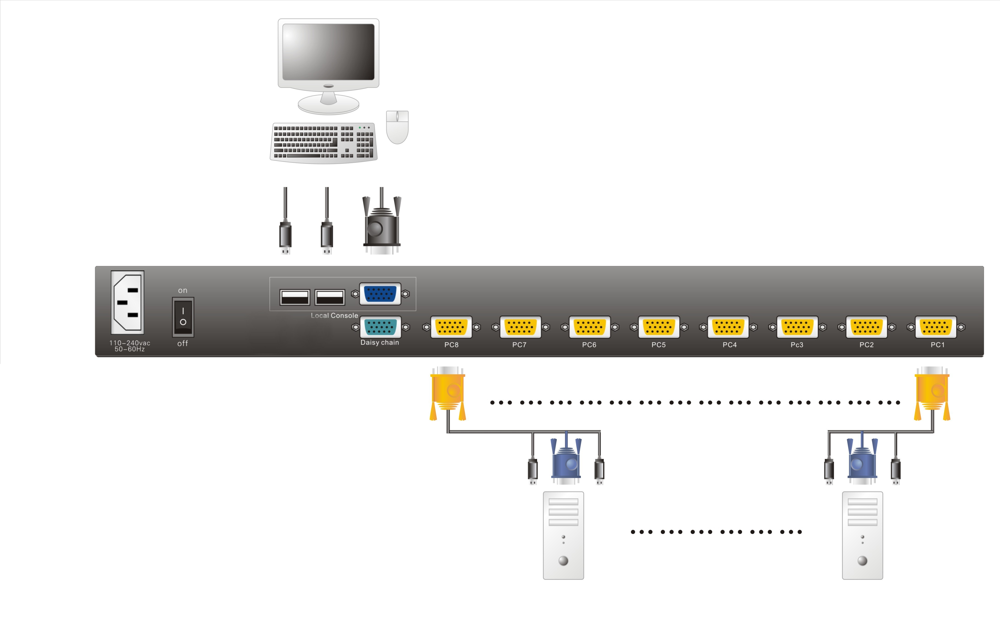 on
off
110-240vac
50-60Hz
Local Console
Daisy chain
PC8
PC7
PC6
PC5
PC4
Pc3
PC2
PC1